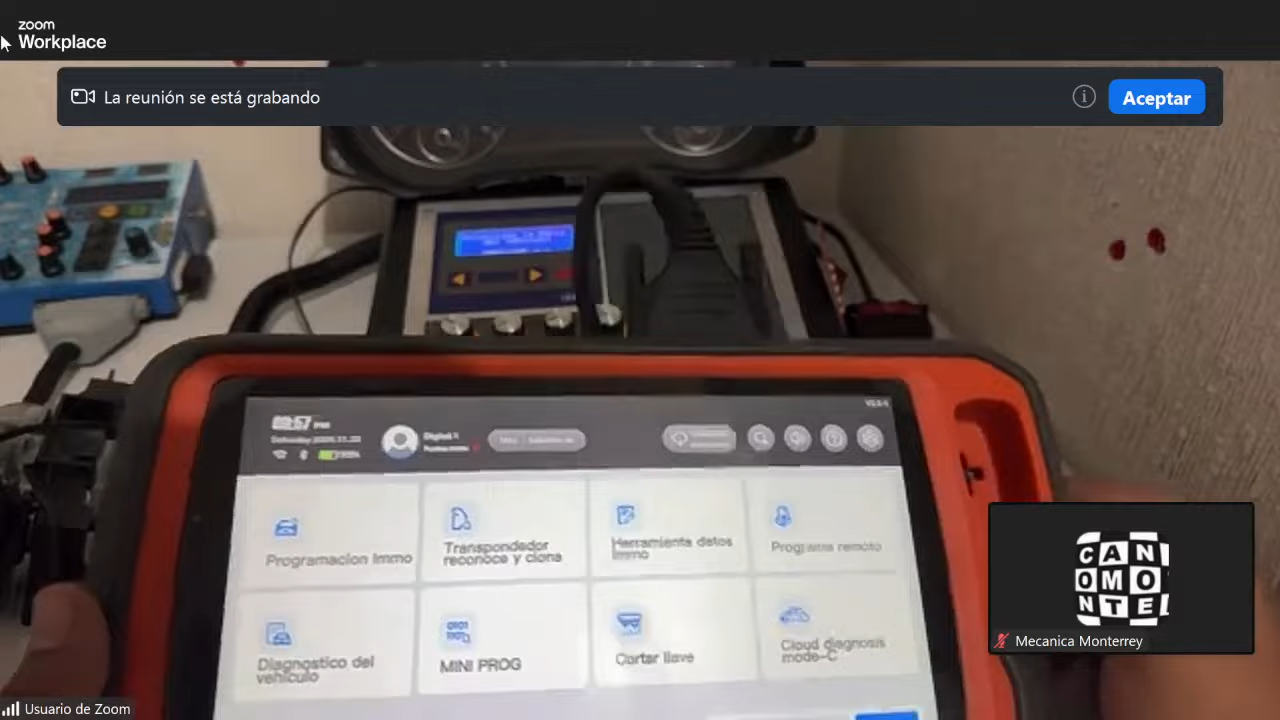 zoom
Workplace
La reunión se está grabando
Aceptar
Programacion Immo
Transpondedor
reconoce y clona
Herramienta datos
Immo
Programa remoto
Diagnostico del
vehículo
MINI PROG
Cortar llave
Cloud diagnosis
mode-C
CAN
OMO
NTE
Mecanica Monterrey
Usuario de Zoom